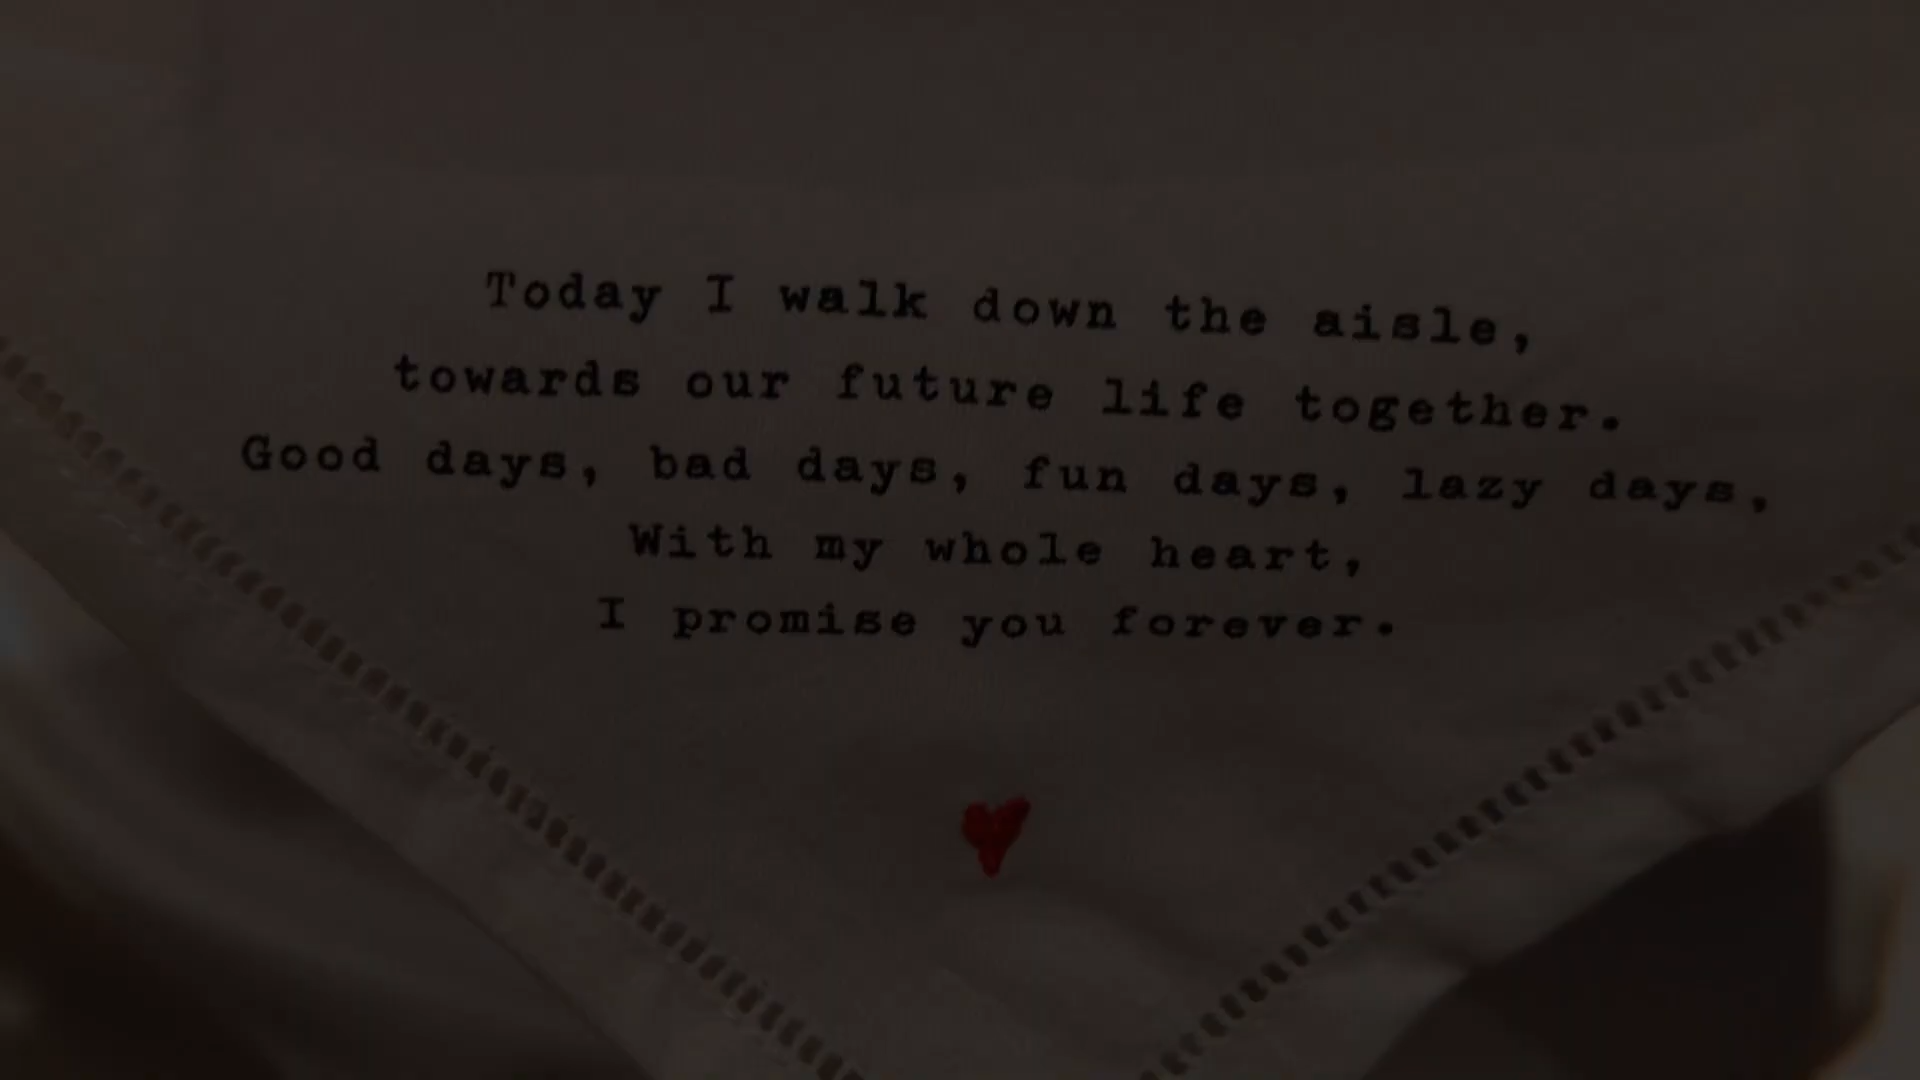 Today I walk down the aisle,
towards our future life together.
Good days, bad days, fun days, lazy days,
With my whole heart,
I promise you forever.